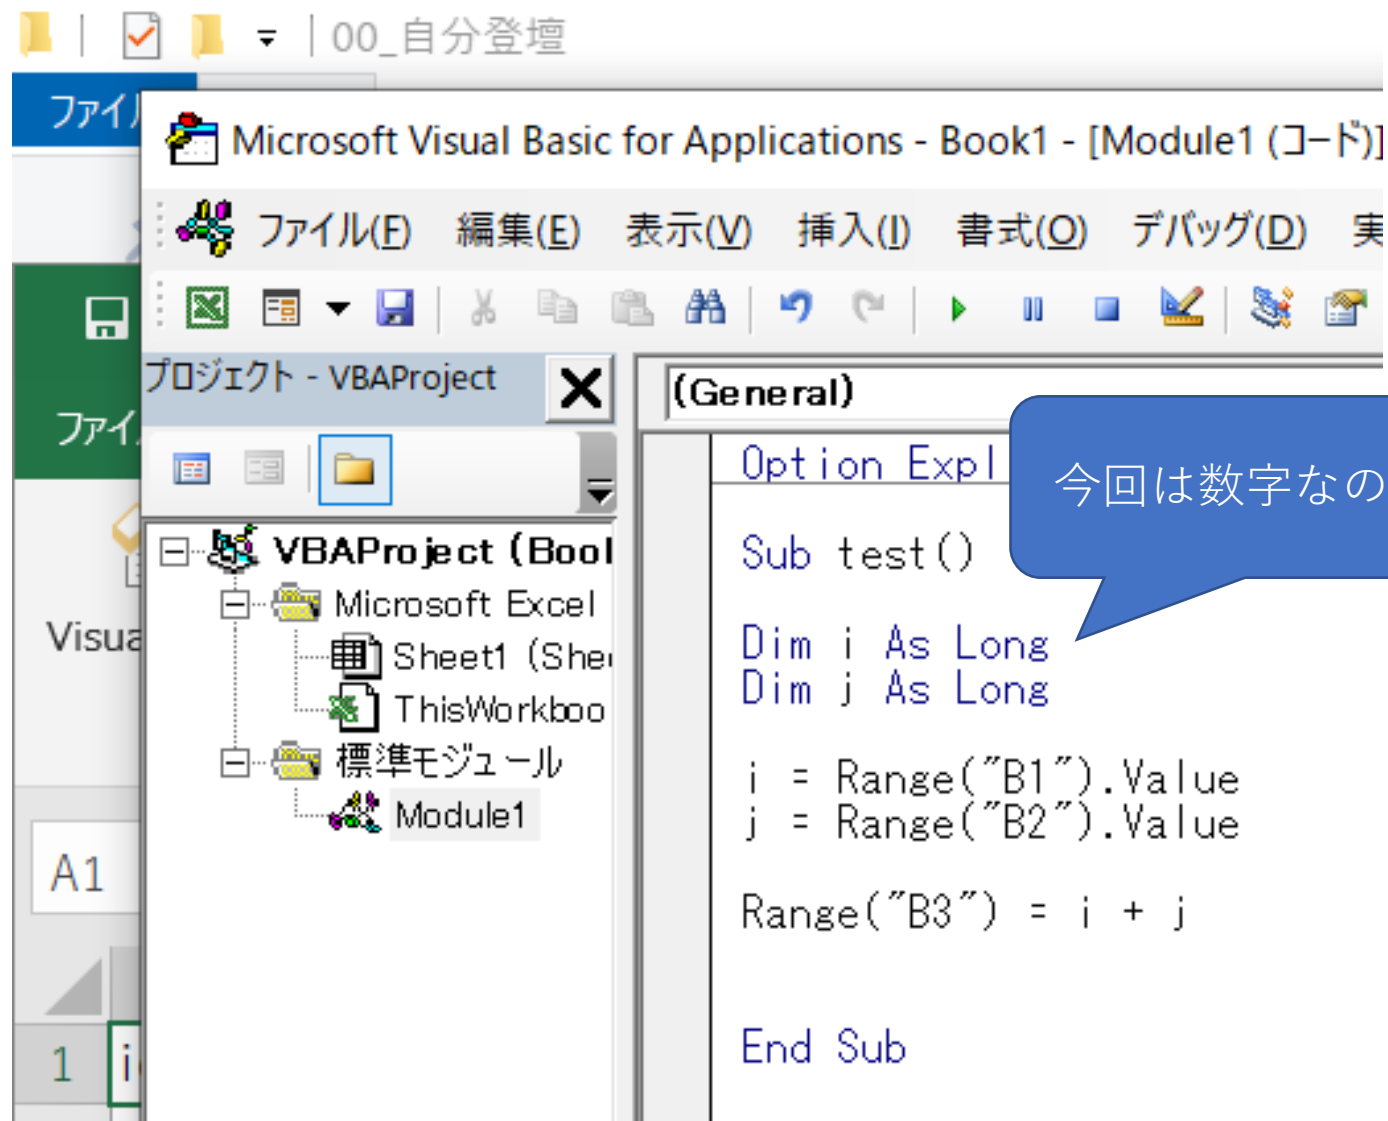 00_自分登壇
ファイル
Microsoft Visual Basic for Applications - Book1 - [Module1 (コード)]
ファイル(F) 編集(E) 表示(V) 挿入(I) 書式(O) デバッグ(D) 実
プロジェクト - VBAProject
(General)
ファイ
Option Expl
今回は数字なの
VBAProject (Bool
Sub test()
Microsoft Excel
Visua
Sheet1 (She
Dim i As Long
ThisWorkboo
Dim j As Long
標準モジュール
i = Range("B1").Value
Module1
j = Range("B2").Value
A1
Range("B3") = i + j
End Sub
1